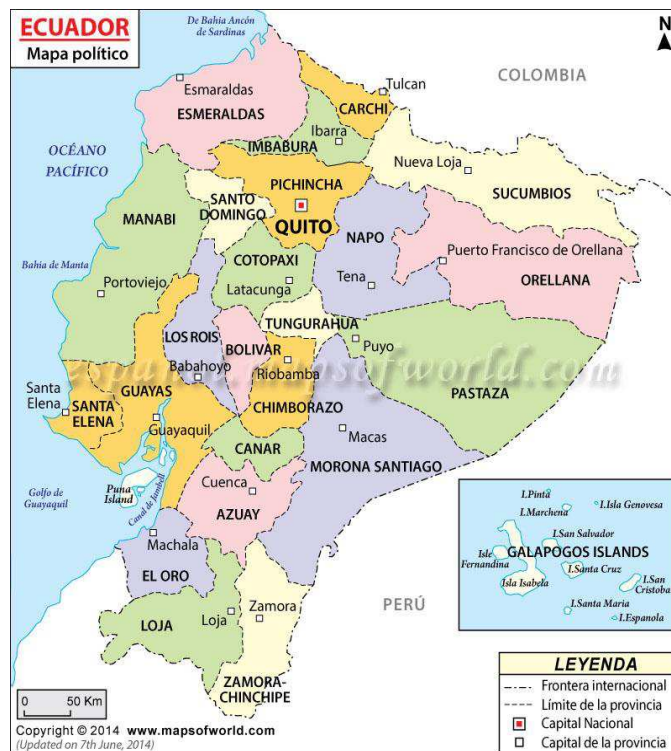 ECUADOR
Mapa político
De Bahia Ancón
de Sardinas
N
COLOMBIA
Esmeraldas
ESMERALDAS
Tulcan
CARCHI
Ibarra
IMBABURA
OCÉANO
PACÍFICO
Nueva Loja
SUCUMBIOS
PICHINCHA
QUITO
SANTO
DOMINGO
MANABI
NAPO
Bahia de Manta
Portoviejo
COTOPAXI
Latacunga
Tena
Puerto Francisco de Orellana
ORELLANA
TUNGURAHUA
LOS ROIS
BOLIVAR
Puyo
Babahoyo
Riobamba
espanol.mapsofworld.com
PASTAZA
Santa
Elena
SANTA
ELENA
GUAYAS
CHIMBORAZO
Guayaquil
Macas
CANAR
MORONA SANTIAGO
Golfo de
Guayaquil
Puna
Island
Canal de Jambeli
Cuenca
AZUAY
Machala
EL ORO
LOJA
Loja
Zamora
ZAMORA-
CHINCHIPE
PERÚ
I.Pinta
I.Marchena
I.Isla Genovesa
I.San Salvador
GALAPOGOS ISLANDS
Isle
Fernandina
I.Santa Cruz
Isla Isabela
I.San
Cristobal
I.Santa Maria
I.Espanola
LEYENDA
Frontera internacional
Límite de la provincia
Capital Nacional
Capital de la provincia
0 50 Km
Copyright © 2014 www.mapsofworld.com
(Updated on 7th June, 2014)